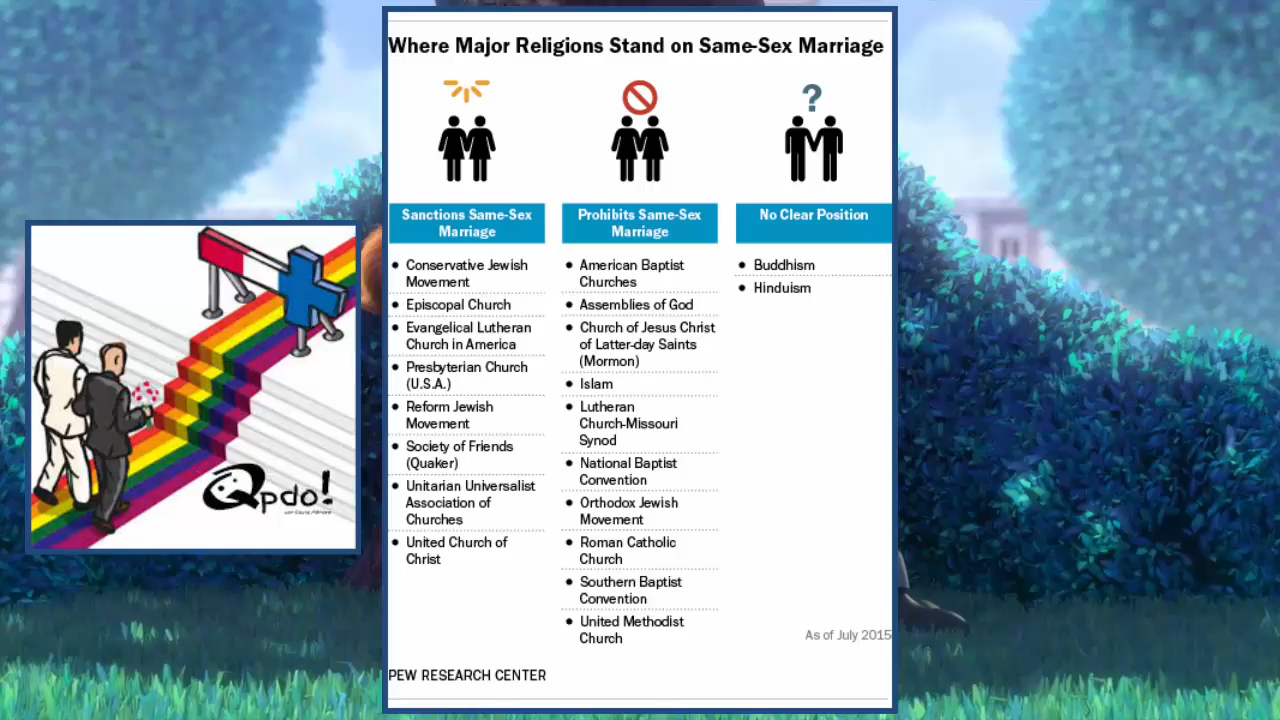 Where Major Religions Stand on Same-Sex Marriage
?
Sanctions Same-Sex
Marriage
• Conservative Jewish
Movement
• Episcopal Church
• Evangelical Lutheran
Church in America
• Presbyterian Church
(U.S.A.)
• Reform Jewish
Movement
• Society of Friends
(Quaker)
• Unitarian Universalist
Association of
Churches
• United Church of
Christ
Prohibits Same-Sex
Marriage
• American Baptist
Churches
• Assemblies of God
• Church of Jesus Christ
of Latter-day Saints
(Mormon)
• Islam
• Lutheran
Church-Missouri
Synod
• National Baptist
Convention
• Orthodox Jewish
Movement
• Roman Catholic
Church
• Southern Baptist
Convention
• United Methodist
Church
No Clear Position
• Buddhism
• Hinduism
As of July 2015
PEW RESEARCH CENTER
Qpdo!